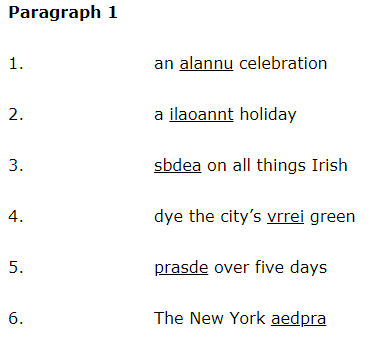 Paragraph 1
1. an alannu celebration
2. a ilaoannt holiday
3. sbdea on all things Irish
4. dye the city’s vrrei green
5. prasde over five days
6. The New York aedpra